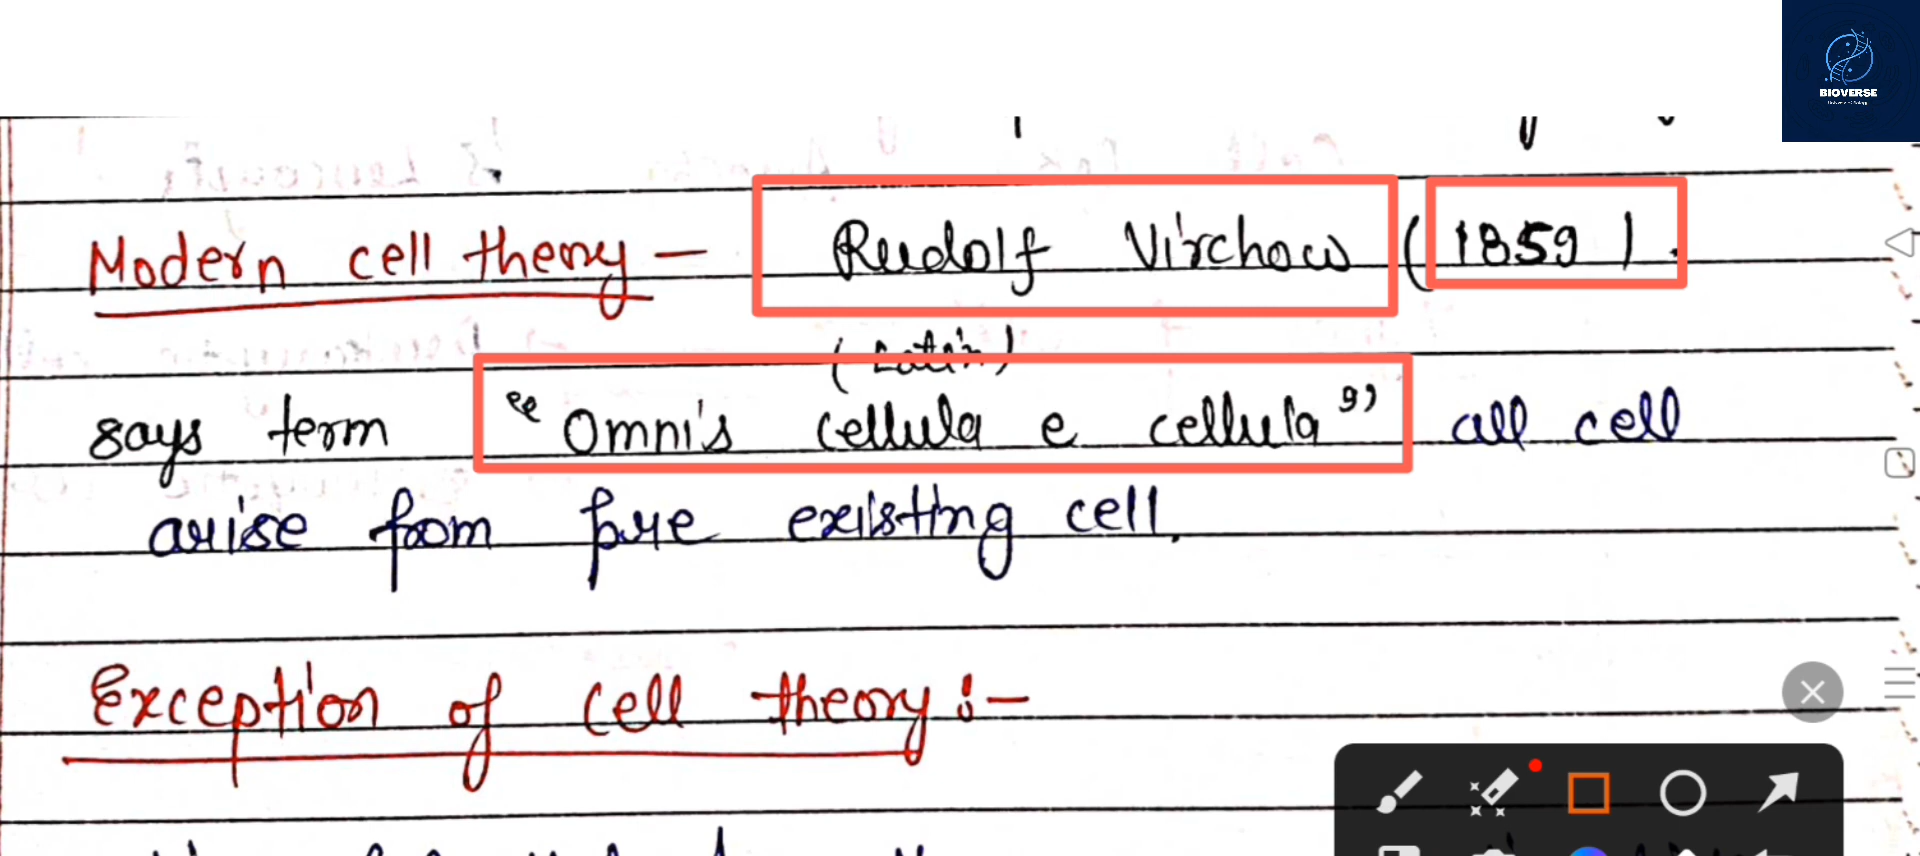 BIOVERSE
Modern cell theory - Rudolf Virchow (1859).
(Latin)
says term "Omnis cellula e cellula" all cell
arise from pre existing cell.
Exception of cell theory:-